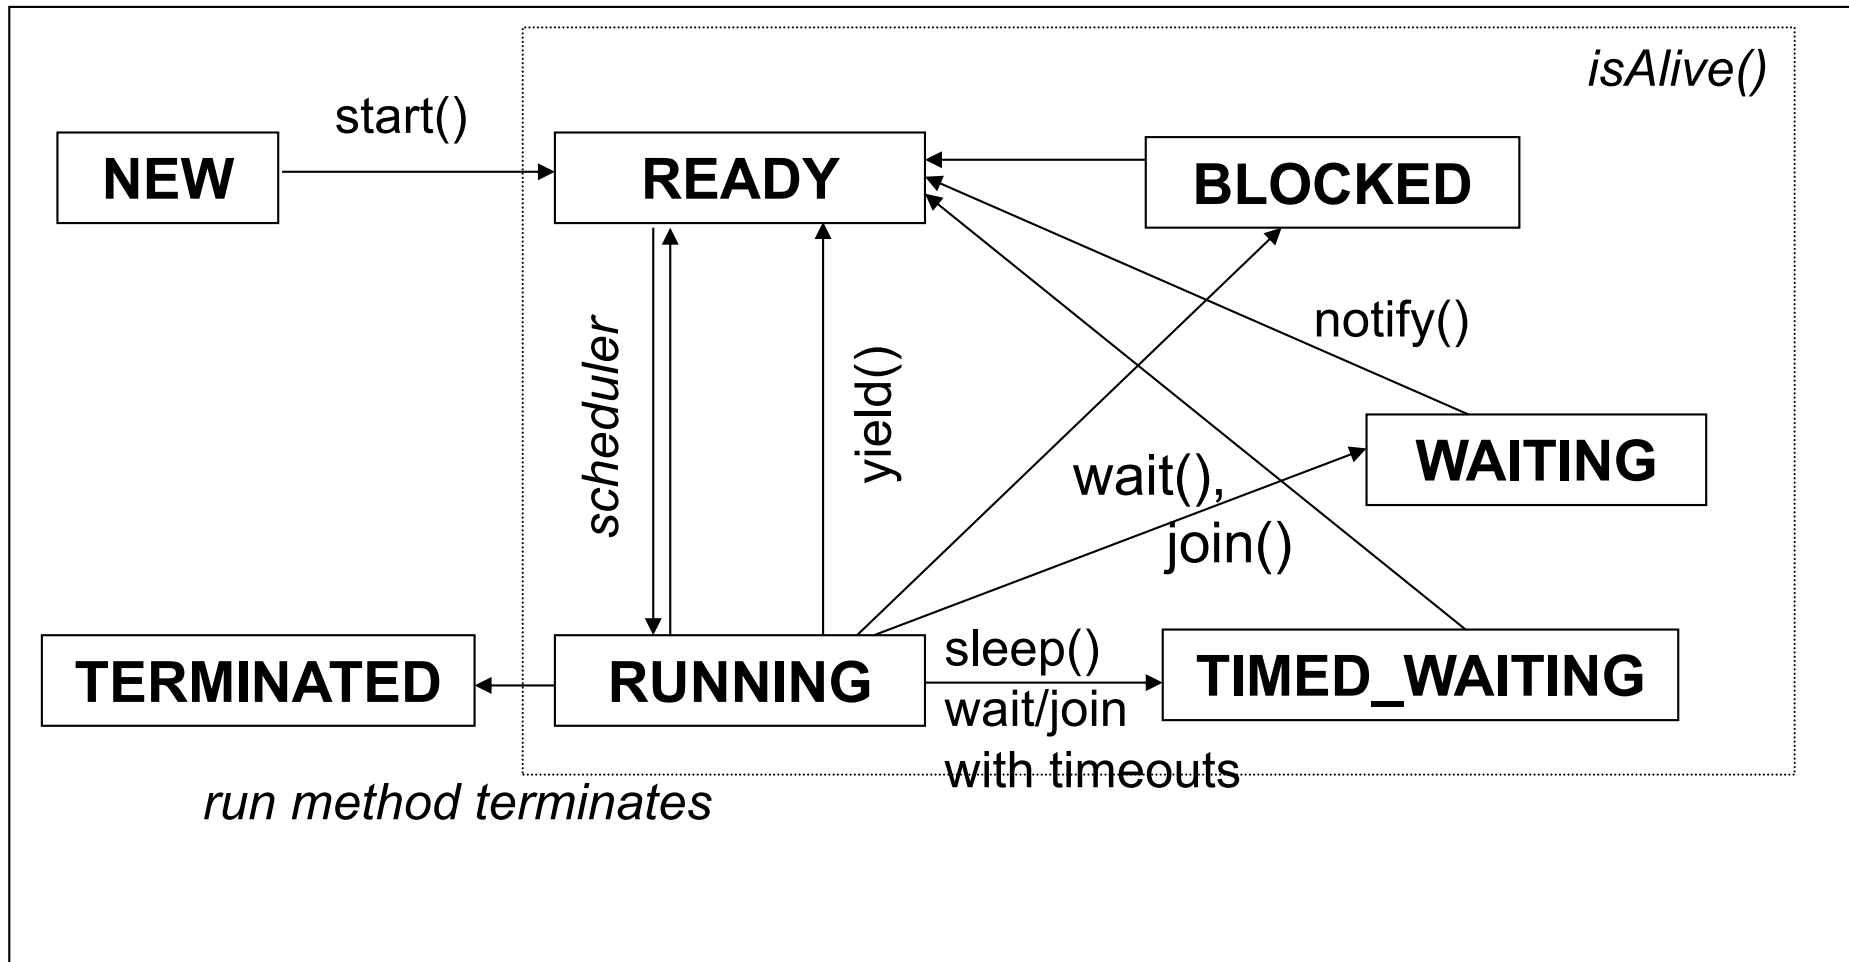 isAlive()
start()
NEW
READY
BLOCKED
scheduler
yield()
notify()
wait(),
join()
WAITING
TERMINATED
RUNNING
sleep()
wait/join
with timeouts
TIMED_WAITING
run method terminates